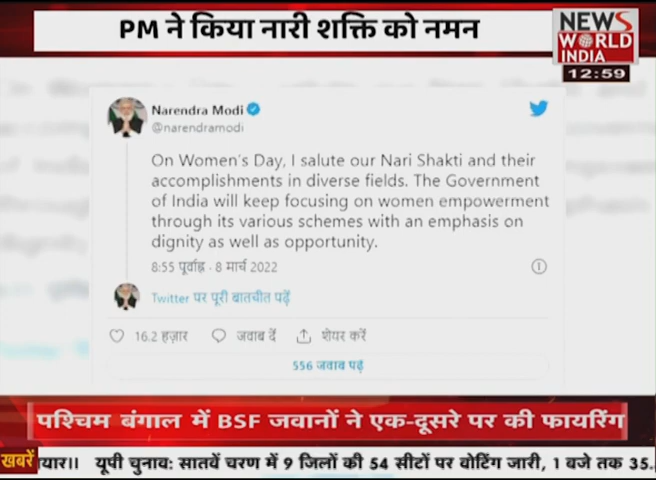 PM ने किया नारी शक्ति को नमन
NEWS
WORLD
INDIA
12:59
Narendra Modi
@narendramodi
On Women's Day, I salute our Nari Shakti and their
accomplishments in diverse fields. The Government
of India will keep focusing on women empowerment
through its various schemes with an emphasis on
dignity as well as opportunity.
8:55 पूर्वाह्न · 8 मार्च 2022
Twitter पर पूरी बातचीत पढ़ें
16.2 हज़ार जवाब दें शेयर करें
556 जवाब पढ़ें
पश्चिम बंगाल में BSF जवानों ने एक-दूसरे पर की फायरिंग
खबरें यार।। यूपी चुनाव: सातवें चरण में 9 जिलों की 54 सीटों पर वोटिंग जारी, 1 बजे तक 35.